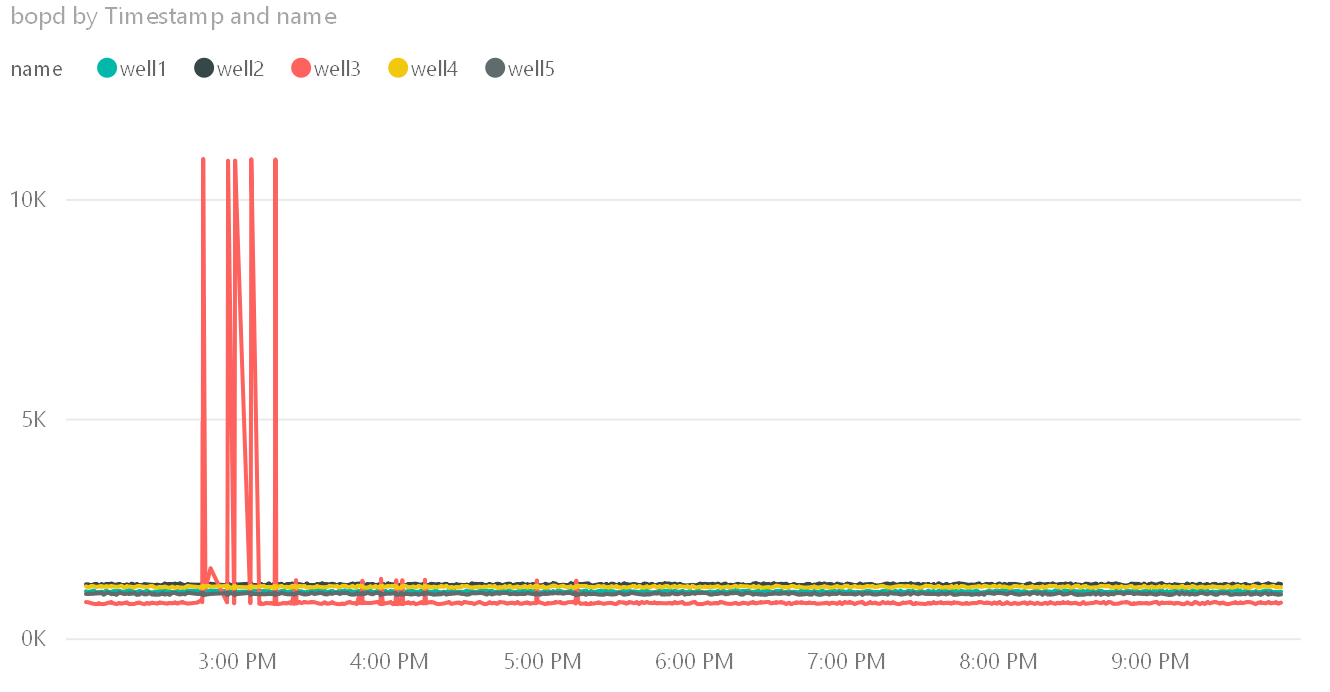 bopd by Timestamp and name
name well1 well2 well3 well4 well5
10K
5K
0K
3:00 PM 4:00 PM 5:00 PM 6:00 PM 7:00 PM 8:00 PM 9:00 PM